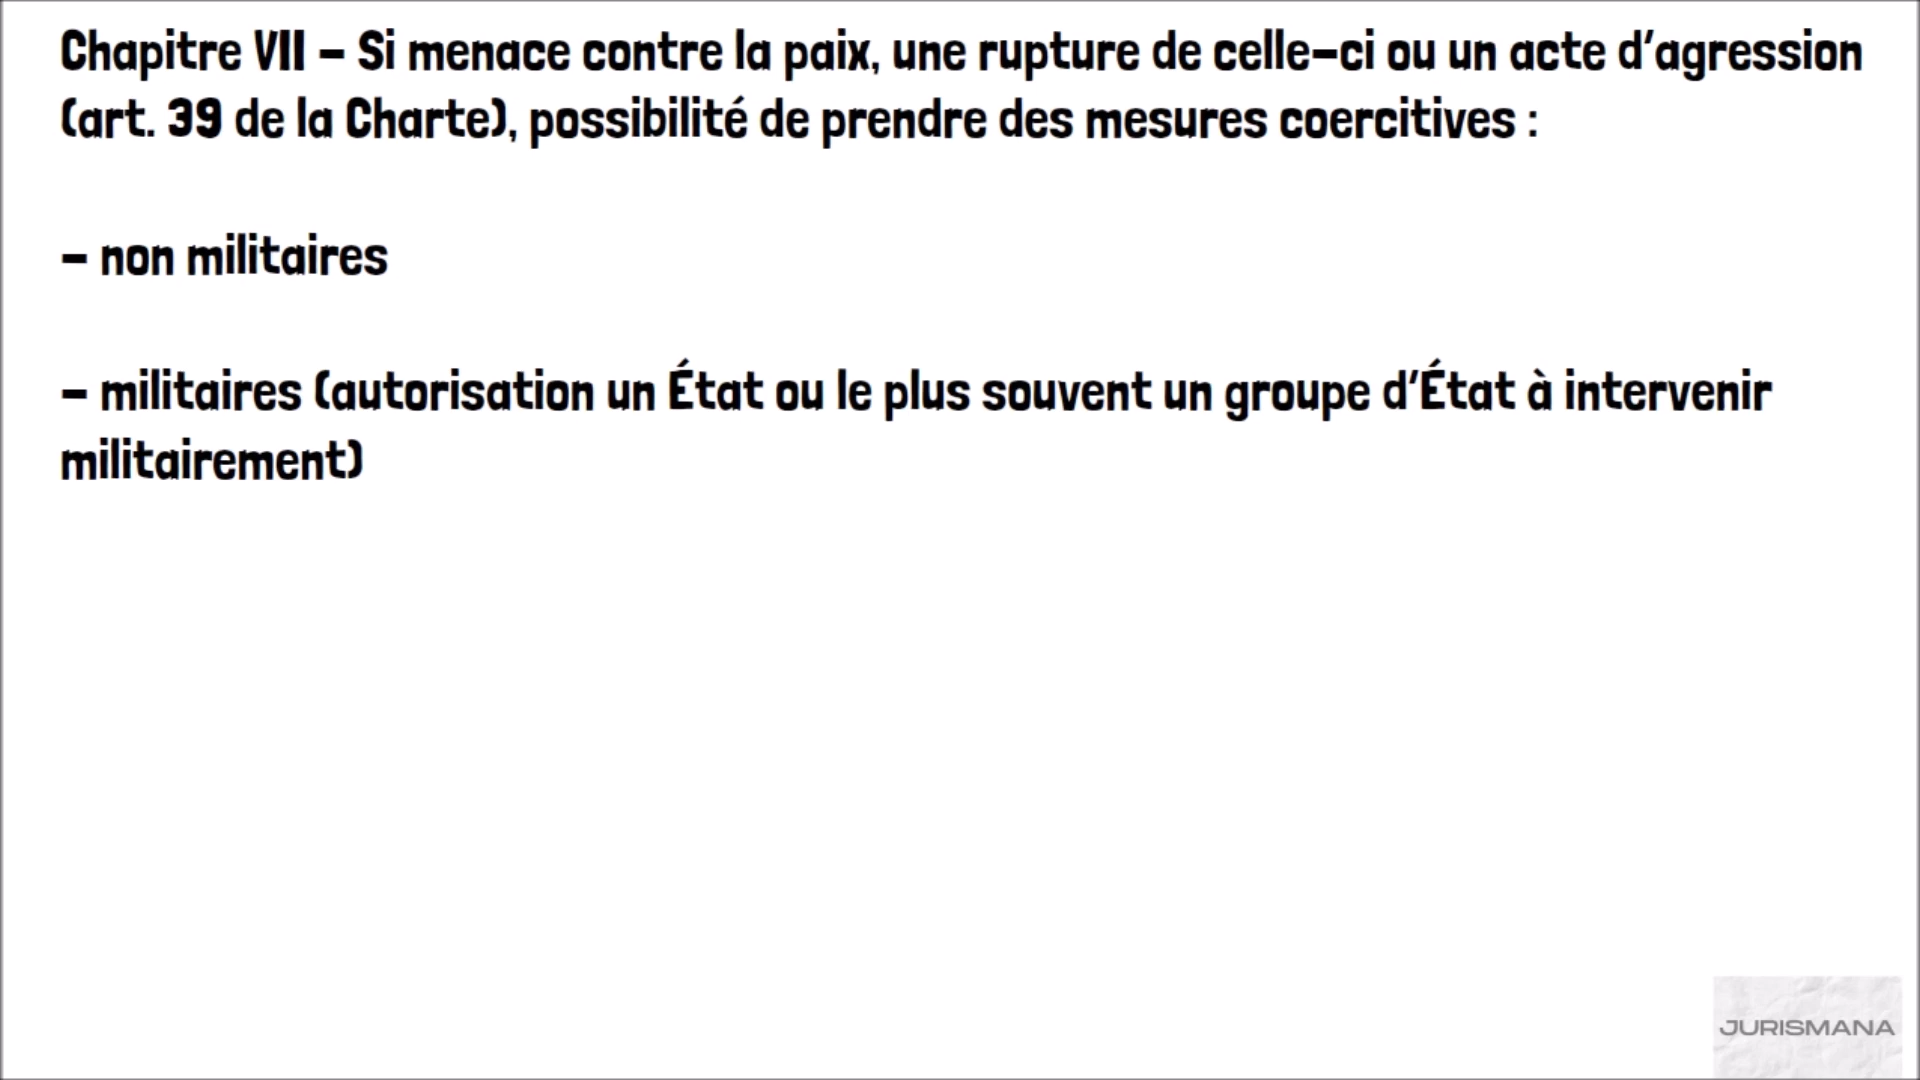 Chapitre VII – Si menace contre la paix, une rupture de celle-ci ou un acte d'agression
(art. 39 de la Charte), possibilité de prendre des mesures coercitives :
– non militaires
– militaires (autorisation un État ou le plus souvent un groupe d'État à intervenir
militairement)
JURISMANA